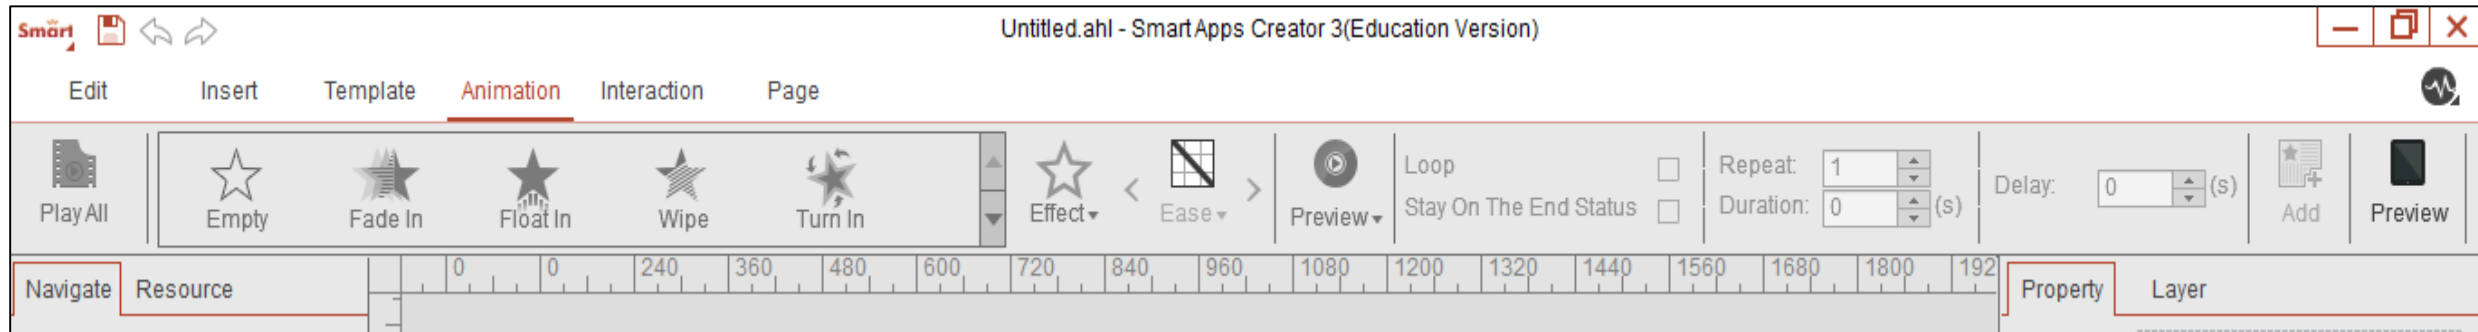 Smart
Untitled.ahl - SmartApps Creator 3(Education Version)
Edit Insert Template Animation Interaction Page
Play All
Empty Fade In Float In Wipe Turn In
Effect
Ease
Preview
Loop
Stay On The End Status
Repeat: 1
Duration: 0 (s)
Delay: 0 (s)
Add
Preview
Navigate Resource
0 0 240 360 480 600 720 840 960 1080 1200 1320 1440 1560 1680 1800 192
Property Layer